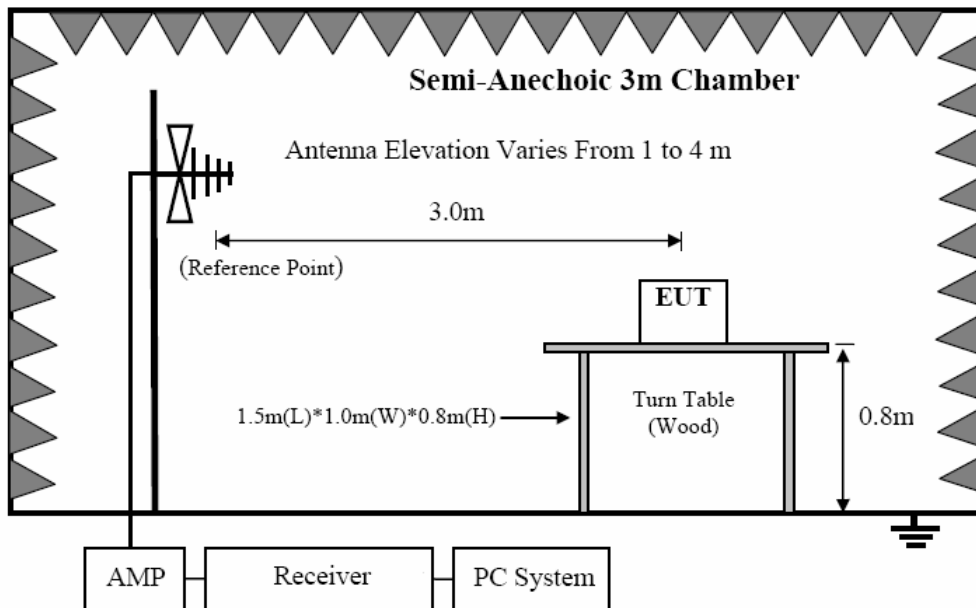 Semi-Anechoic 3m Chamber
Antenna Elevation Varies From 1 to 4 m
3.0m
(Reference Point)
EUT
1.5m(L)*1.0m(W)*0.8m(H)
Turn Table
(Wood)
0.8m
AMP
Receiver
PC System